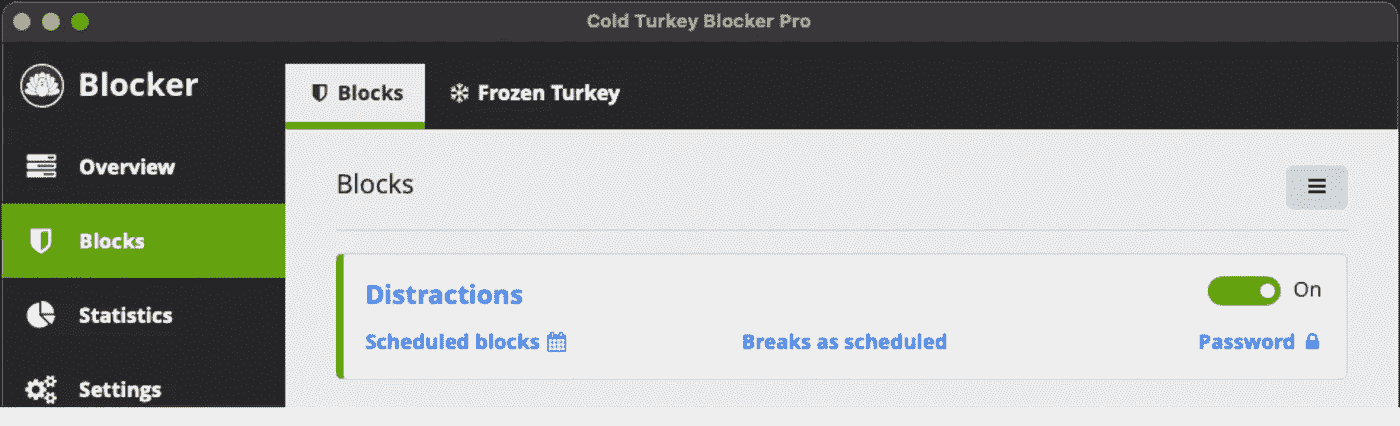 Cold Turkey Blocker Pro
Blocker
Blocks
Frozen Turkey
Overview
Blocks
Statistics
Settings
Blocks
Distractions
On
Scheduled blocks
Breaks as scheduled
Password